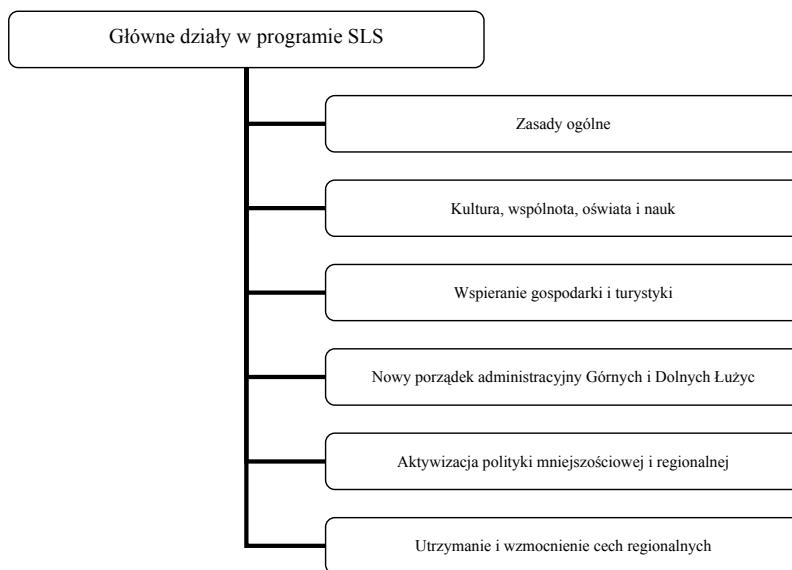 Główne działy w programie SLS
Zasady ogólne
Kultura, wspólnota, oświata i nauk
Wspieranie gospodarki i turystyki
Nowy porządek administracyjny Górnych i Dolnych Łużyc
Aktywizacja polityki mniejszościowej i regionalnej
Utrzymanie i wzmocnienie cech regionalnych